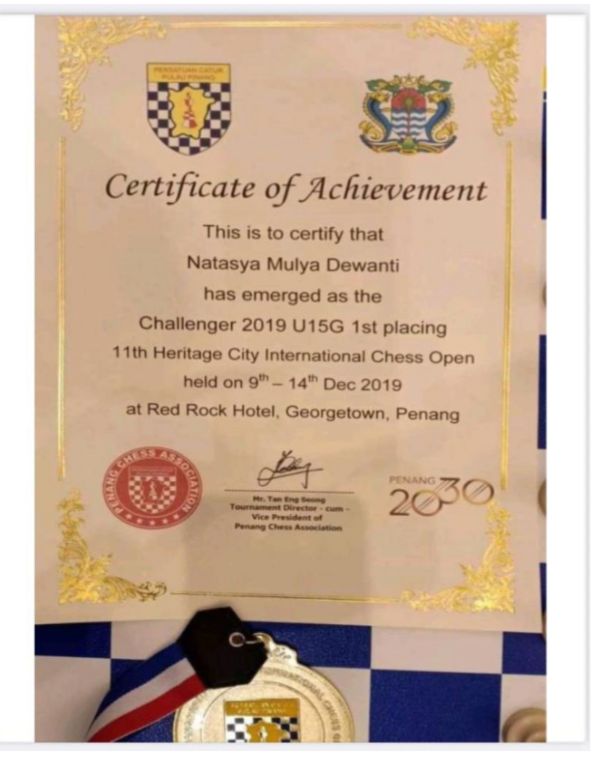 PERSATUAN CATUR
PULAU PINANG
Certificate of Achievement
This is to certify that
Natasya Mulya Dewanti
has emerged as the
Challenger 2019 U15G 1st placing
11th Heritage City International Chess Open
held on 9th – 14th Dec 2019
at Red Rock Hotel, Georgetown, Penang
PENANG CHESS ASSOCIATION
Mr. Tan Eng Seong
Tournament Director - cum -
Vice President of
Penang Chess Association
PENANG
2030